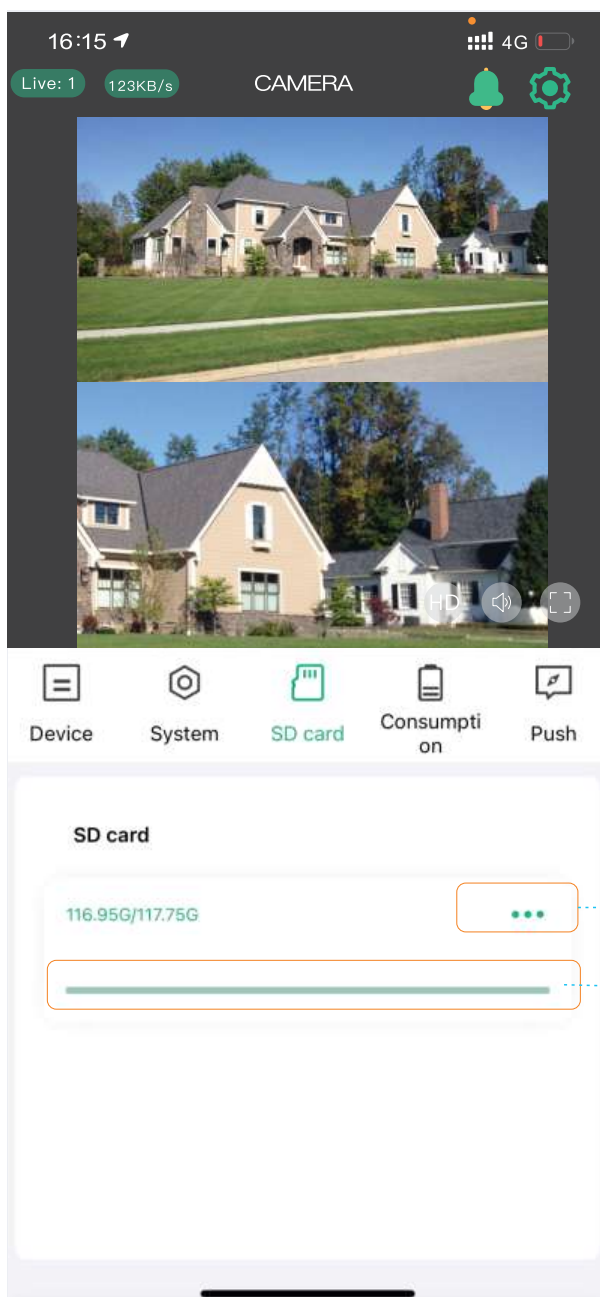 16:15 4G
Live: 1 123KB/s CAMERA
HD
Device System SD card Consumpti
on Push
SD card
116.95G/117.75G